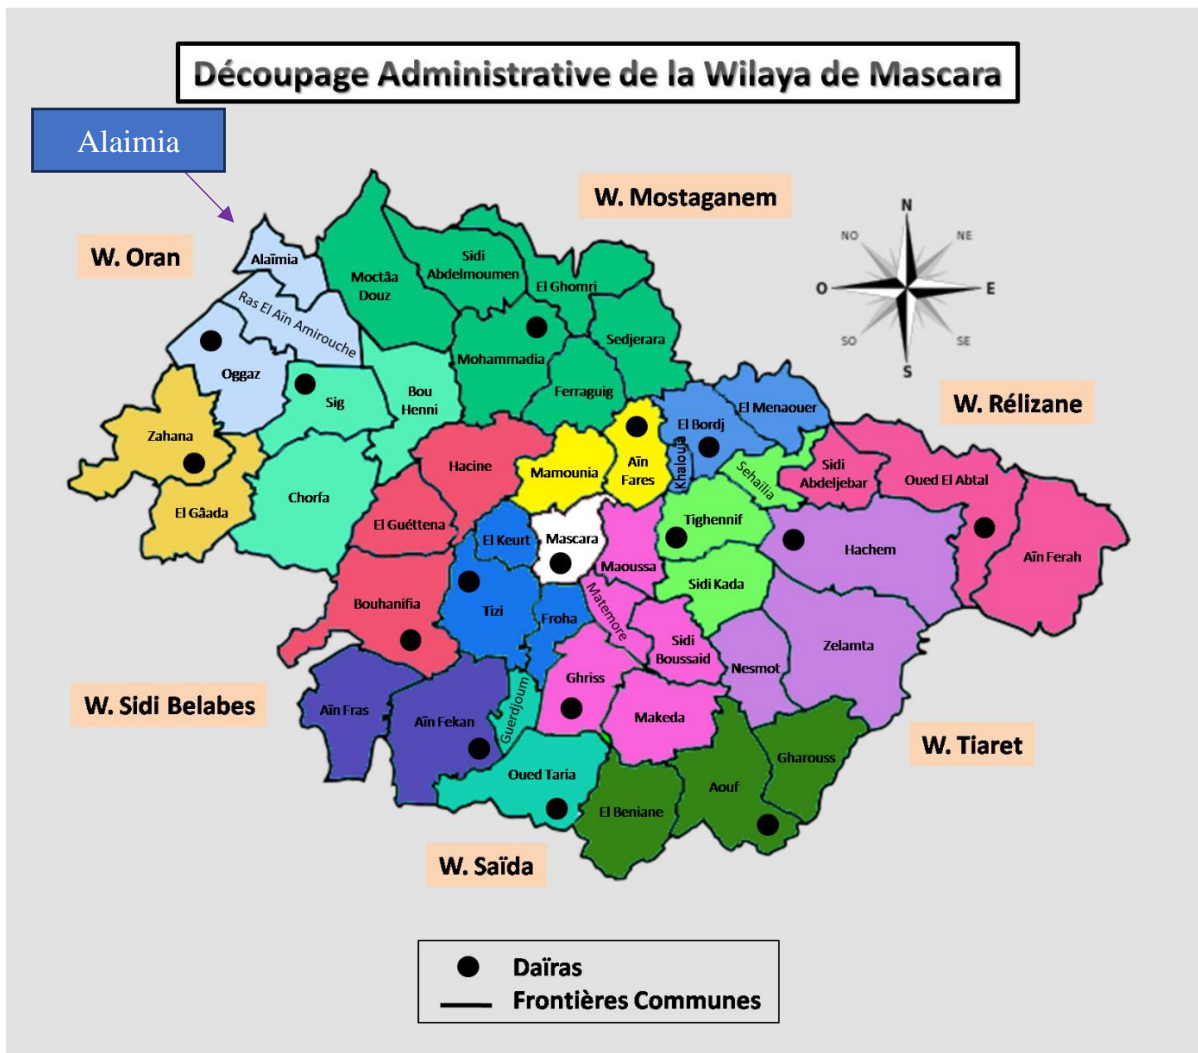 Découpage Administrative de la Wilaya de Mascara
Alaimia
W. Mostaganem
W. Oran
N
NO
NE
O
E
SO
SE
S
Alaïmia
Moctâa
Douz
Sidi
Abdelmoumen
El Ghomri
Ras El Aïn Amirouche
Mohammadia
Sedjerara
Oggaz
Sig
Bou
Henni
Ferraguig
El Menaouer
W. Rélizane
Zahana
El Bordj
Khalouia
Aïn
Fares
Mamounia
Hacine
Sehaïlia
Sidi
Abdeljebar
Oued El Abtal
El Gâada
Chorfa
El Guéttena
El Keurt
Mascara
Maoussa
Tighennif
Hachem
Aïn Ferah
Sidi Kada
Bouhanifia
Tizi
Froha
Matemore
Sidi
Boussaid
Nesmot
Zelamta
Ghriss
W. Sidi Belabes
Aïn Fras
Aïn Fekan
Guerdjoum
Makeda
W. Tiaret
Gharouss
Oued Taria
Aouf
El Beniane
W. Saïda
Daïras
Frontières Communes